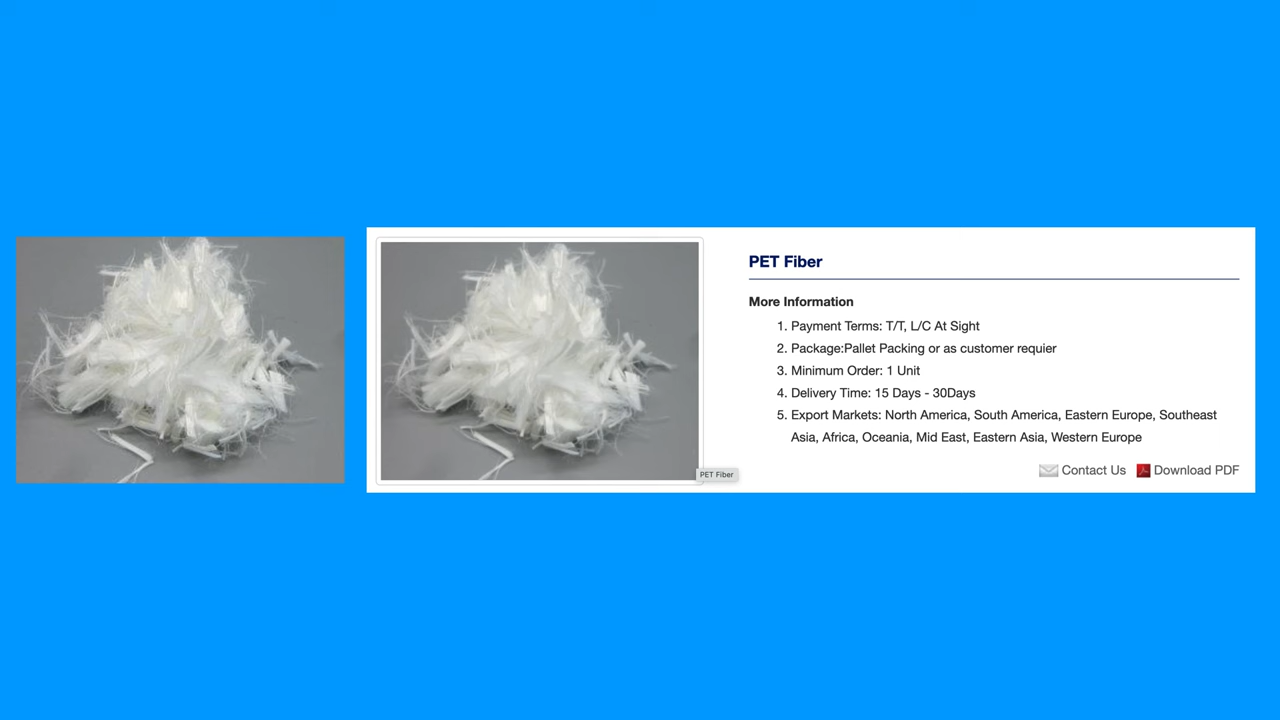 PET Fiber
More Information
1. Payment Terms: T/T, L/C At Sight
2. Package:Pallet Packing or as customer requier
3. Minimum Order: 1 Unit
4. Delivery Time: 15 Days - 30Days
5. Export Markets: North America, South America, Eastern Europe, Southeast
Asia, Africa, Oceania, Mid East, Eastern Asia, Western Europe
Contact Us Download PDF
PET Fiber